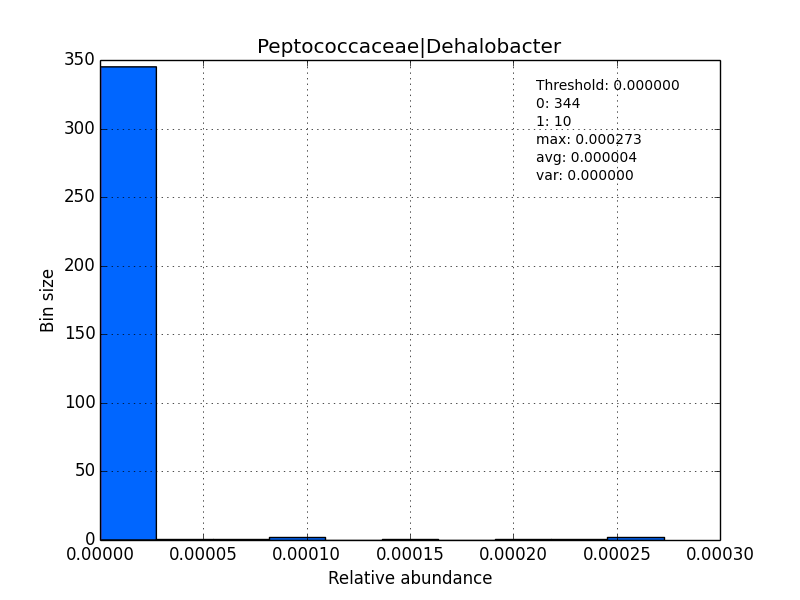 Peptococcaceae|Dehalobacter
350
300
250
200
150
100
50
0
Bin size
Threshold: 0.000000
0: 344
1: 10
max: 0.000273
avg: 0.000004
var: 0.000000
0.00000 0.00005 0.00010 0.00015 0.00020 0.00025 0.00030
Relative abundance